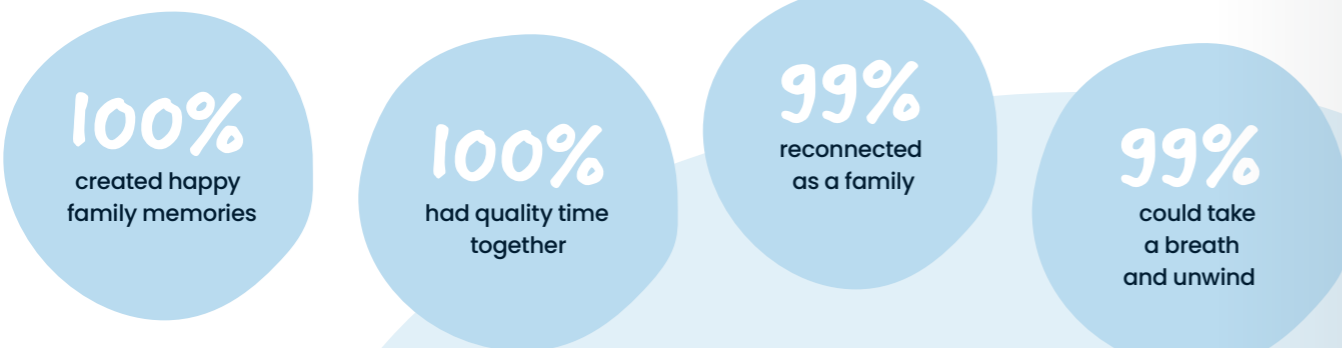 100%
created happy
family memories
100%
had quality time
together
99%
reconnected
as a family
99%
could take
a breath
and unwind